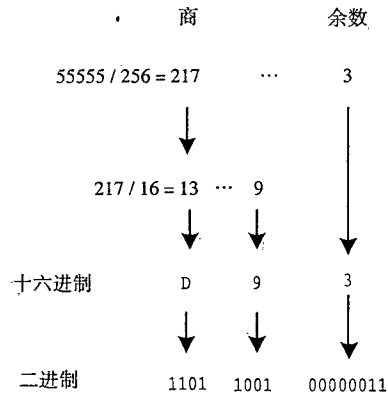 商 余数
55555 / 256 = 217 … 3
217 / 16 = 13 … 9
十六进制 D 9 3
二进制 1101 1001 00000011